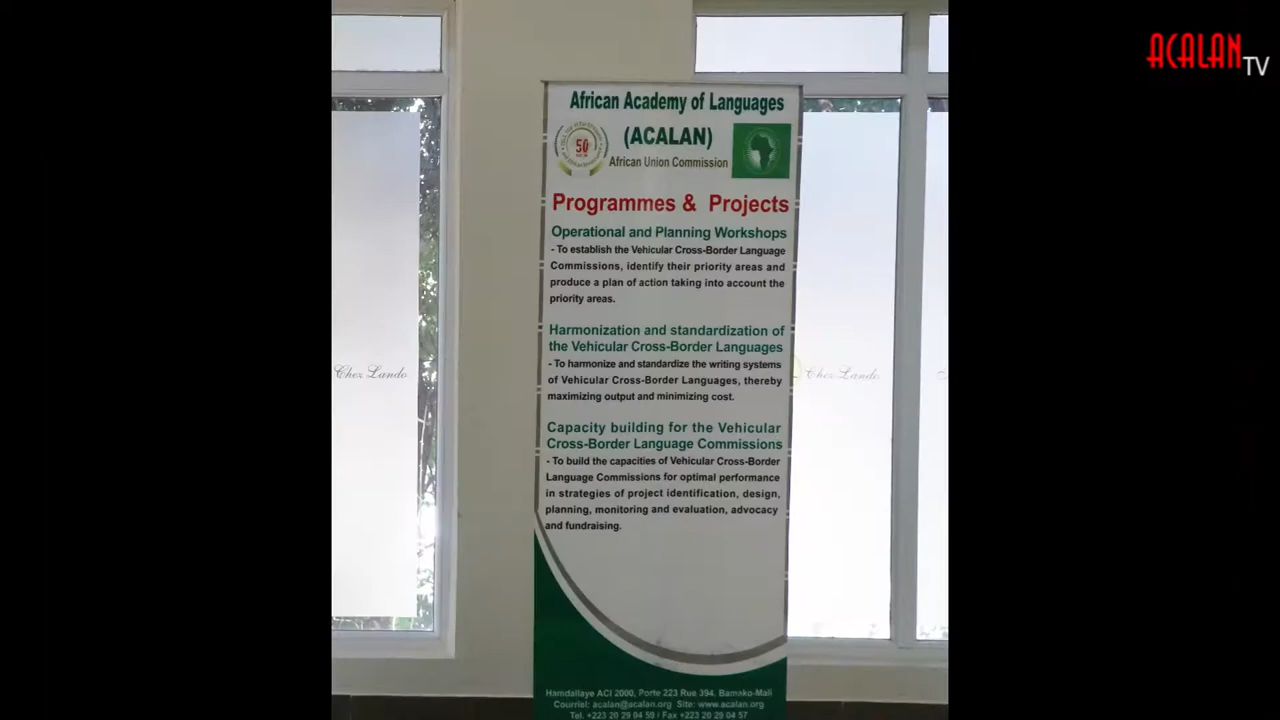 ACALAN TV
African Academy of Languages
(ACALAN)
50
African Union Commission
Programmes & Projects
Operational and Planning Workshops
- To establish the Vehicular Cross-Border Language
Commissions, identify their priority areas and
produce a plan of action taking into account the
priority areas.
Harmonization and standardization of
the Vehicular Cross-Border Languages
- To harmonize and standardize the writing systems
of Vehicular Cross-Border Languages, thereby
maximizing output and minimizing cost.
Capacity building for the Vehicular
Cross-Border Language Commissions
- To build the capacities of Vehicular Cross-Border
Language Commissions for optimal performance
in strategies of project identification, design,
planning, monitoring and evaluation, advocacy
and fundraising.
Hamdallaye ACI 2000, Porte 223 Rue 394, Bamako-Mali
Courriel: acalan@acalan.org Site: www.acalan.org
Tel. +223 20 29 04 59 / Fax +223 20 29 04 57
Chez Lando
Chez Lando